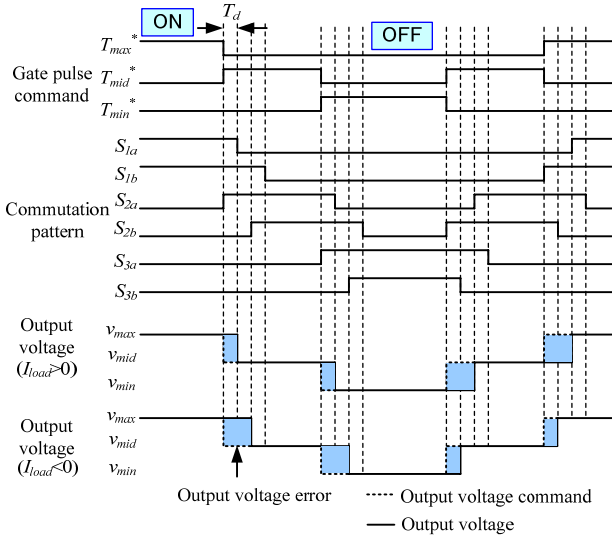 ON
T_d
OFF
T_max*
Gate pulse
command
T_mid*
T_min*
S_1a
S_1b
Commutation
pattern
S_2a
S_2b
S_3a
S_3b
Output
voltage
(I_load>0)
v_max
v_mid
v_min
Output
voltage
(I_load<0)
v_max
v_mid
v_min
Output voltage error
Output voltage command
Output voltage